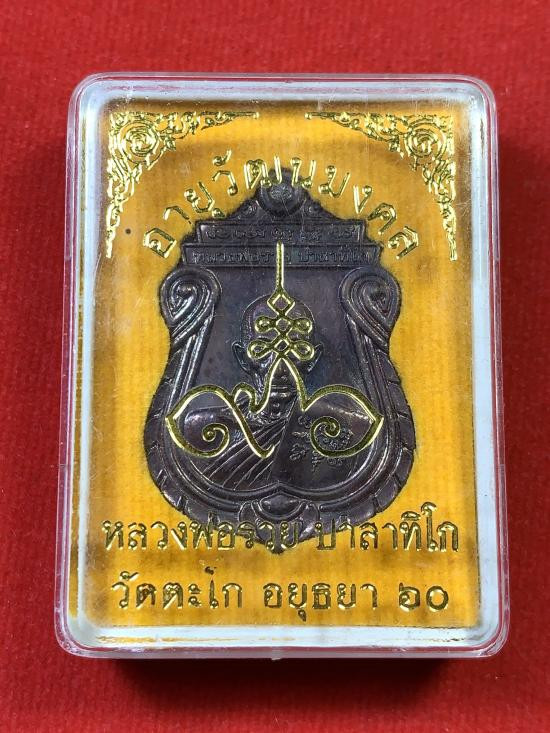 อายุวัฒนมงคล
หลวงพ่อรวย ปาสาทิโก
วัดตะโก อยุธยา ๖๐